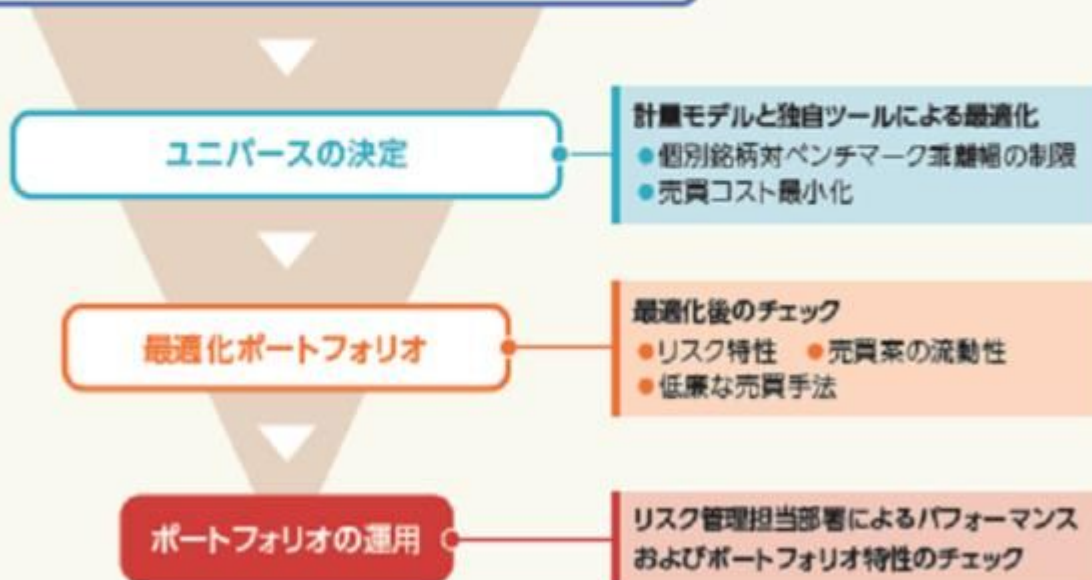 ユニバースの決定
計量モデルと独自ツールによる最適化
●個別銘柄対ベンチマーク乖離幅の制限
●売買コスト最小化
最適化ポートフォリオ
最適化後のチェック
●リスク特性 ●売買案の流動性
●低廉な売買手法
ポートフォリオの運用
リスク管理担当部署によるパフォーマンス
およびポートフォリオ特性のチェック